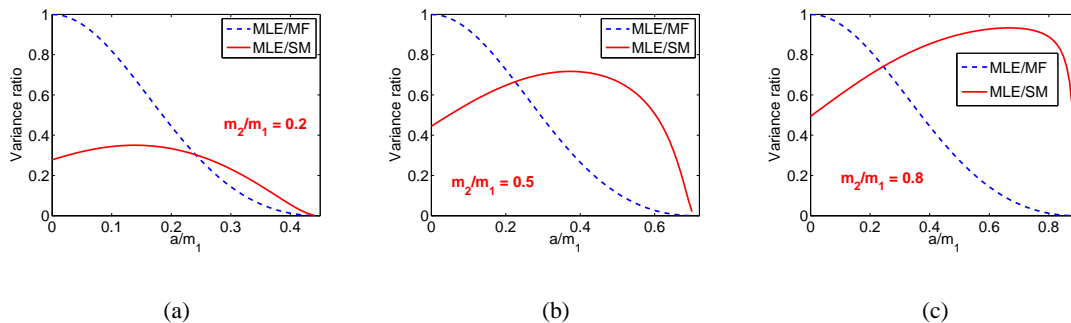 1
0.8
0.6
0.4
0.2
0
Variance ratio
0 0.1 0.2 0.3 0.4
a/m1
MLE/MF
MLE/SM
m2/m1 = 0.2
(a)
1
0.8
0.6
0.4
0.2
0
Variance ratio
0 0.2 0.4 0.6
a/m1
MLE/MF
MLE/SM
m2/m1 = 0.5
(b)
1
0.8
0.6
0.4
0.2
0
Variance ratio
0 0.2 0.4 0.6 0.8
a/m1
MLE/MF
MLE/SM
m2/m1 = 0.8
(c)